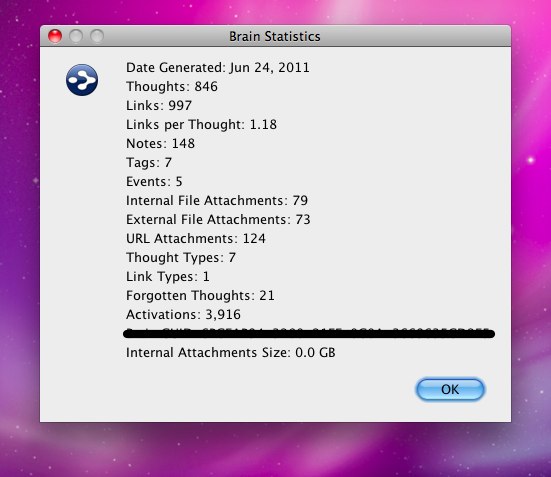 Brain Statistics
Date Generated: Jun 24, 2011
Thoughts: 846
Links: 997
Links per Thought: 1.18
Notes: 148
Tags: 7
Events: 5
Internal File Attachments: 79
External File Attachments: 73
URL Attachments: 124
Thought Types: 7
Link Types: 1
Forgotten Thoughts: 21
Activations: 3,916
Internal Attachments Size: 0.0 GB
OK